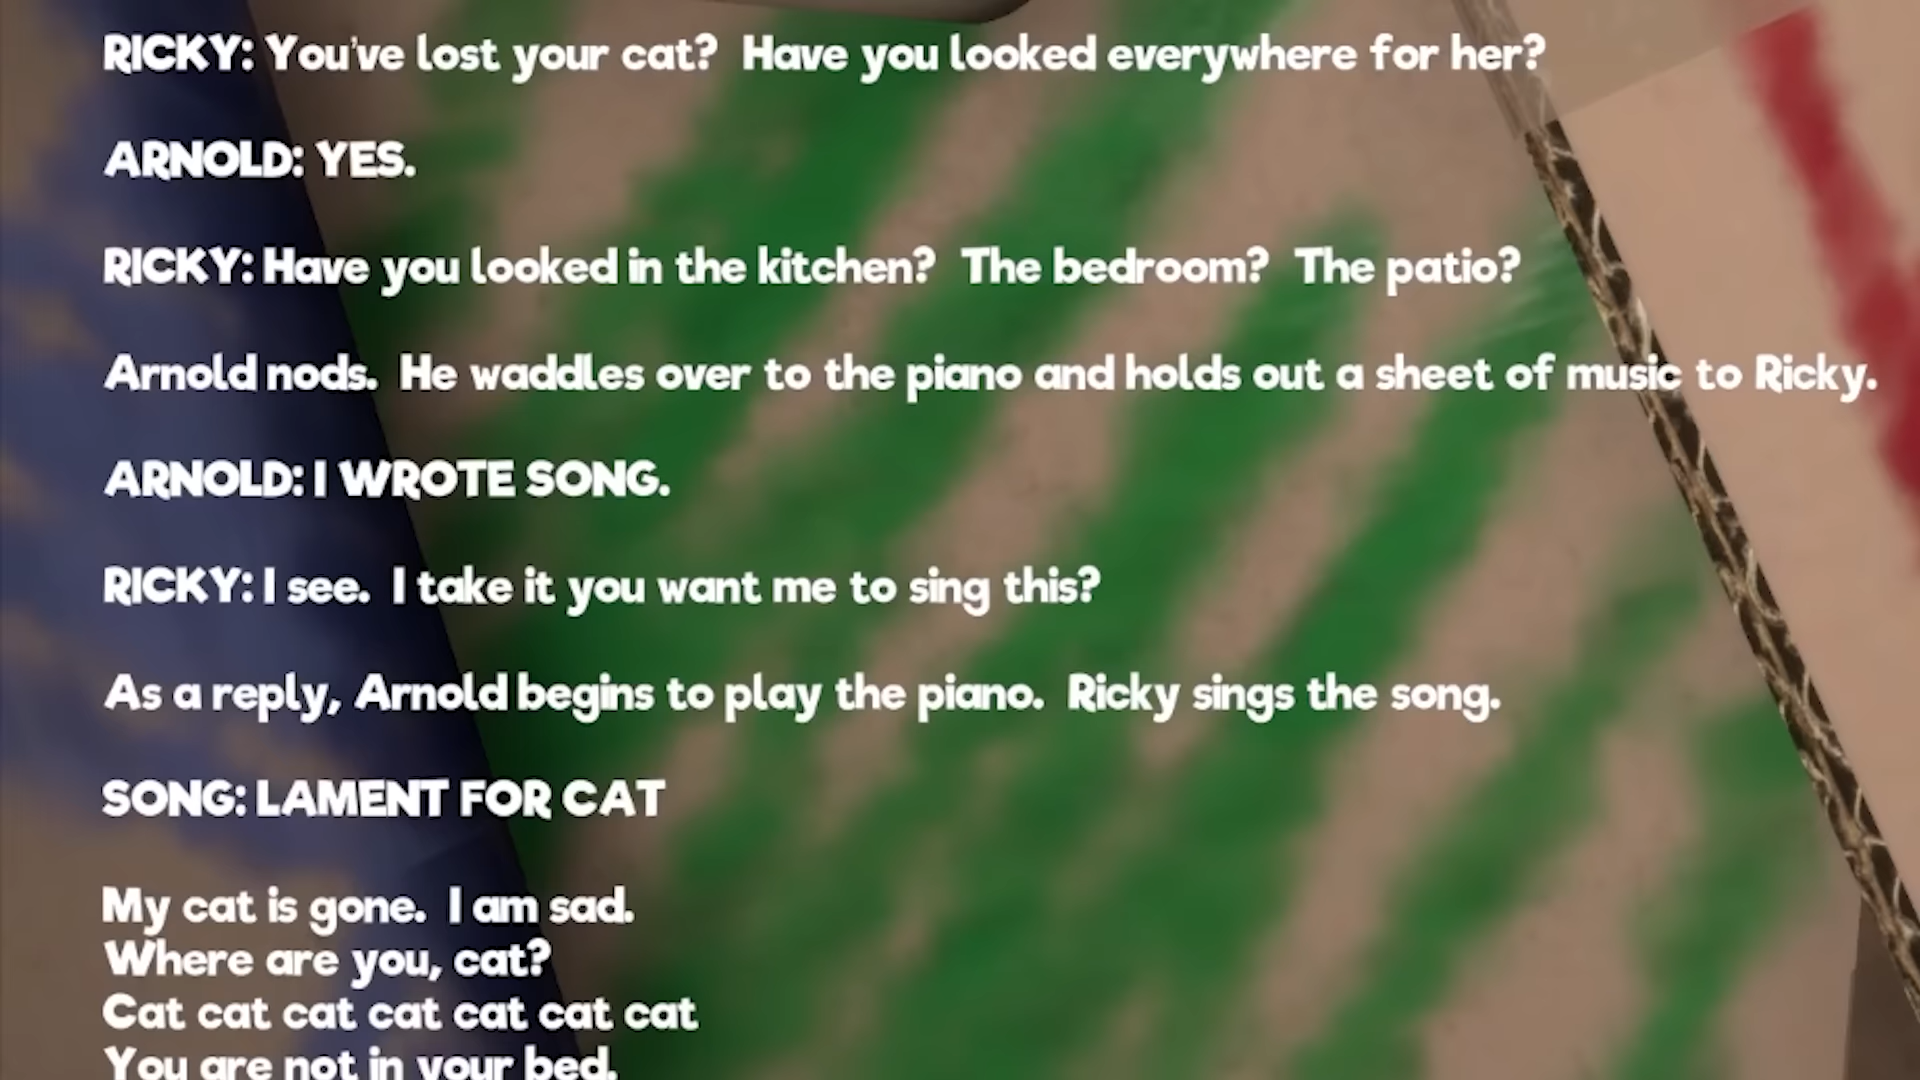 RICKY: You've lost your cat?  Have you looked everywhere for her?
ARNOLD: YES.
RICKY: Have you looked in the kitchen?  The bedroom?  The patio?
Arnold nods.  He waddles over to the piano and holds out a sheet of music to Ricky.
ARNOLD: I WROTE SONG.
RICKY: I see.  I take it you want me to sing this?
As a reply, Arnold begins to play the piano.  Ricky sings the song.
SONG: LAMENT FOR CAT
My cat is gone.  I am sad.
Where are you, cat?
Cat cat cat cat cat cat cat
You are not in your bed.